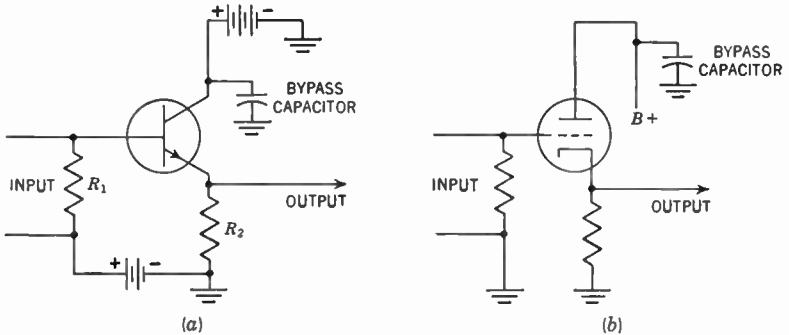 + -
BYPASS
CAPACITOR
INPUT
R₁
OUTPUT
R₂
+ -
(a)
BYPASS
CAPACITOR
B+
INPUT
OUTPUT
(b)